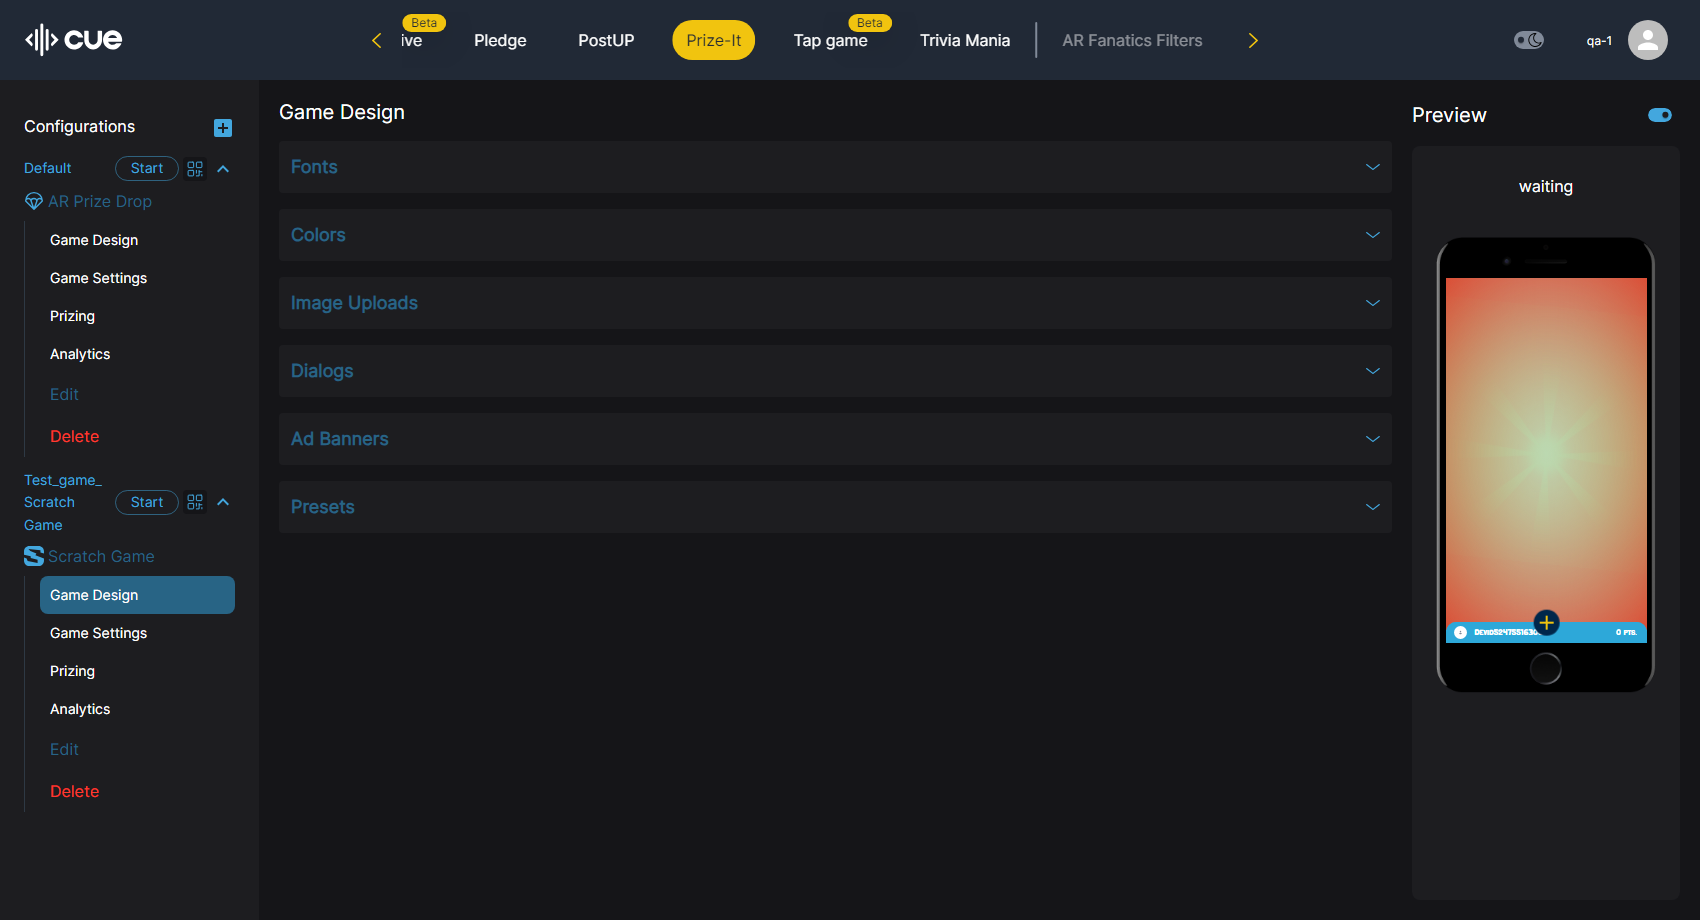 cue
Beta
ive
Pledge
PostUP
Prize-It
Beta
Tap game
Trivia Mania
AR Fanatics Filters
qa-1
Configurations
Default
Start
AR Prize Drop
Game Design
Game Settings
Prizing
Analytics
Edit
Delete
Test_game_
Scratch
Game
Start
Scratch Game
Game Design
Game Settings
Prizing
Analytics
Edit
Delete
Game Design
Fonts
Colors
Image Uploads
Dialogs
Ad Banners
Presets
Preview
waiting
0 PTS.